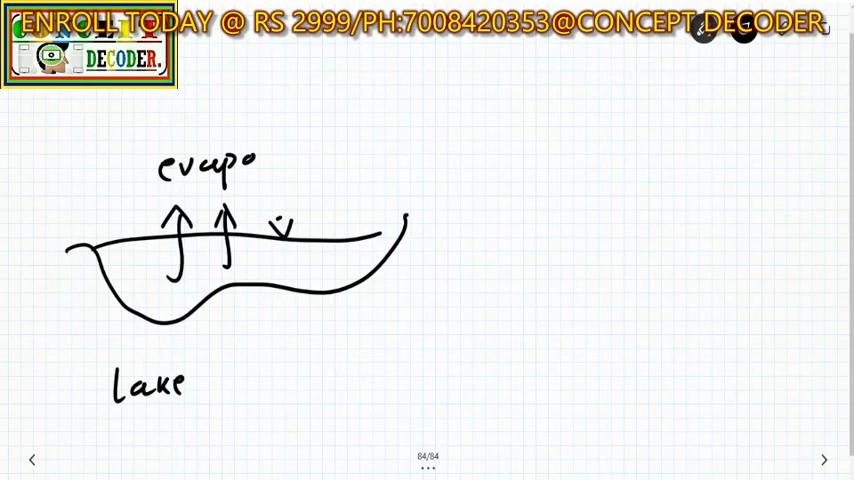 ENROLL TODAY @ RS 2999/PH:7008420353@CONCEPT DECODER.
DECODER.
evapo
lake
84/84